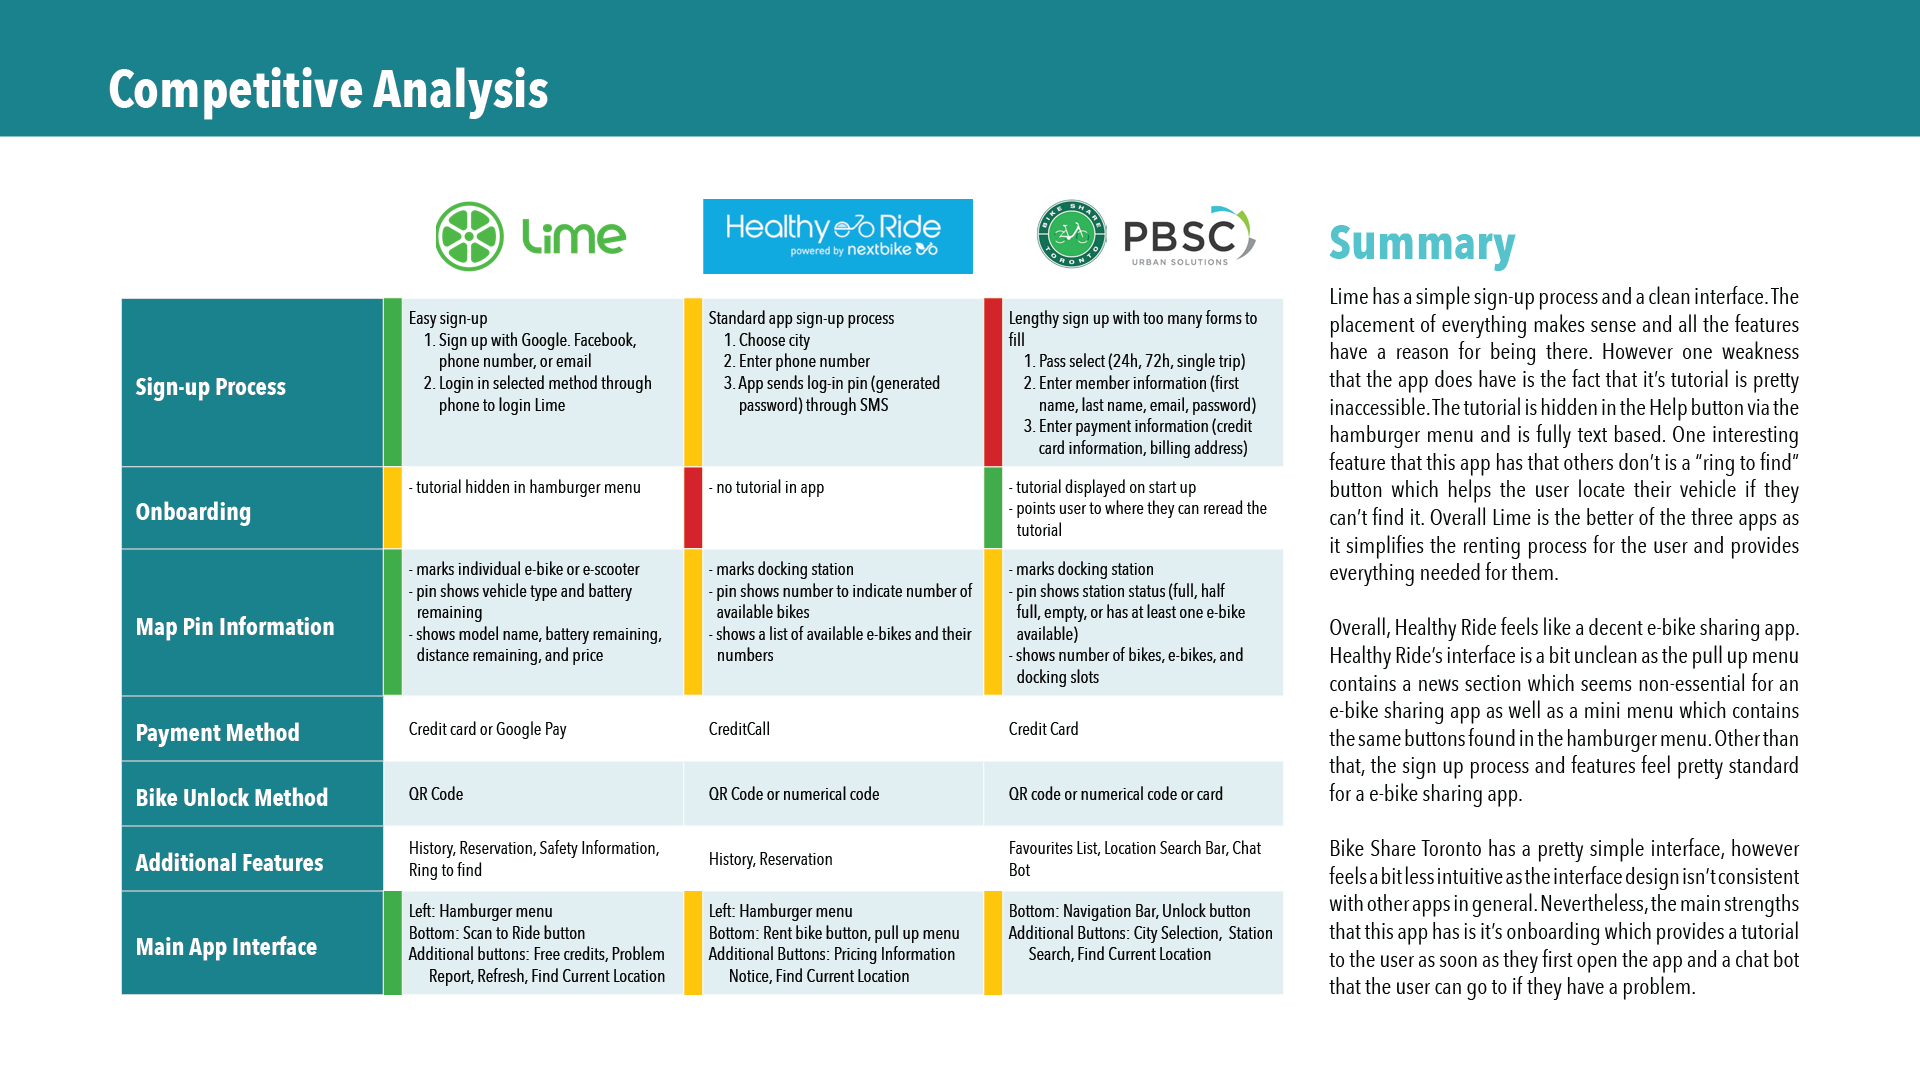 Competitive Analysis
Lime
Healthy Ride
powered by nextbike
BIKE SHARE TORONTO
PBSC
URBAN SOLUTIONS
Sign-up Process
Easy sign-up
1. Sign up with Google. Facebook,
phone number, or email
2. Login in selected method through
phone to login Lime
Standard app sign-up process
1. Choose city
2. Enter phone number
3. App sends log-in pin (generated
password) through SMS
Lengthy sign up with too many forms to
fill
1. Pass select (24h, 72h, single trip)
2. Enter member information (first
name, last name, email, password)
3. Enter payment information (credit
card information, billing address)
Onboarding
- tutorial hidden in hamburger menu
- no tutorial in app
- tutorial displayed on start up
- points user to where they can reread the
tutorial
Map Pin Information
- marks individual e-bike or e-scooter
- pin shows vehicle type and battery
remaining
- shows model name, battery remaining,
distance remaining, and price
- marks docking station
- pin shows number to indicate number of
available bikes
- shows a list of available e-bikes and their
numbers
- marks docking station
- pin shows station status (full, half
full, empty, or has at least one e-bike
available)
- shows number of bikes, e-bikes, and
docking slots
Payment Method
Credit card or Google Pay
CreditCall
Credit Card
Bike Unlock Method
QR Code
QR Code or numerical code
QR code or numerical code or card
Additional Features
History, Reservation, Safety Information,
Ring to find
History, Reservation
Favourites List, Location Search Bar, Chat
Bot
Main App Interface
Left: Hamburger menu
Bottom: Scan to Ride button
Additional buttons: Free credits, Problem
Report, Refresh, Find Current Location
Left: Hamburger menu
Bottom: Rent bike button, pull up menu
Additional Buttons: Pricing Information
Notice, Find Current Location
Bottom: Navigation Bar, Unlock button
Additional Buttons: City Selection, Station
Search, Find Current Location
Summary
Lime has a simple sign-up process and a clean interface. The
placement of everything makes sense and all the features
have a reason for being there. However one weakness
that the app does have is the fact that it's tutorial is pretty
inaccessible. The tutorial is hidden in the Help button via the
hamburger menu and is fully text based. One interesting
feature that this app has that others don't is a "ring to find"
button which helps the user locate their vehicle if they
can't find it. Overall Lime is the better of the three apps as
it simplifies the renting process for the user and provides
everything needed for them.
Overall, Healthy Ride feels like a decent e-bike sharing app.
Healthy Ride's interface is a bit unclean as the pull up menu
contains a news section which seems non-essential for an
e-bike sharing app as well as a mini menu which contains
the same buttons found in the hamburger menu. Other than
that, the sign up process and features feel pretty standard
for a e-bike sharing app.
Bike Share Toronto has a pretty simple interface, however
feels a bit less intuitive as the interface design isn't consistent
with other apps in general. Nevertheless, the main strengths
that this app has is it's onboarding which provides a tutorial
to the user as soon as they first open the app and a chat bot
that the user can go to if they have a problem.